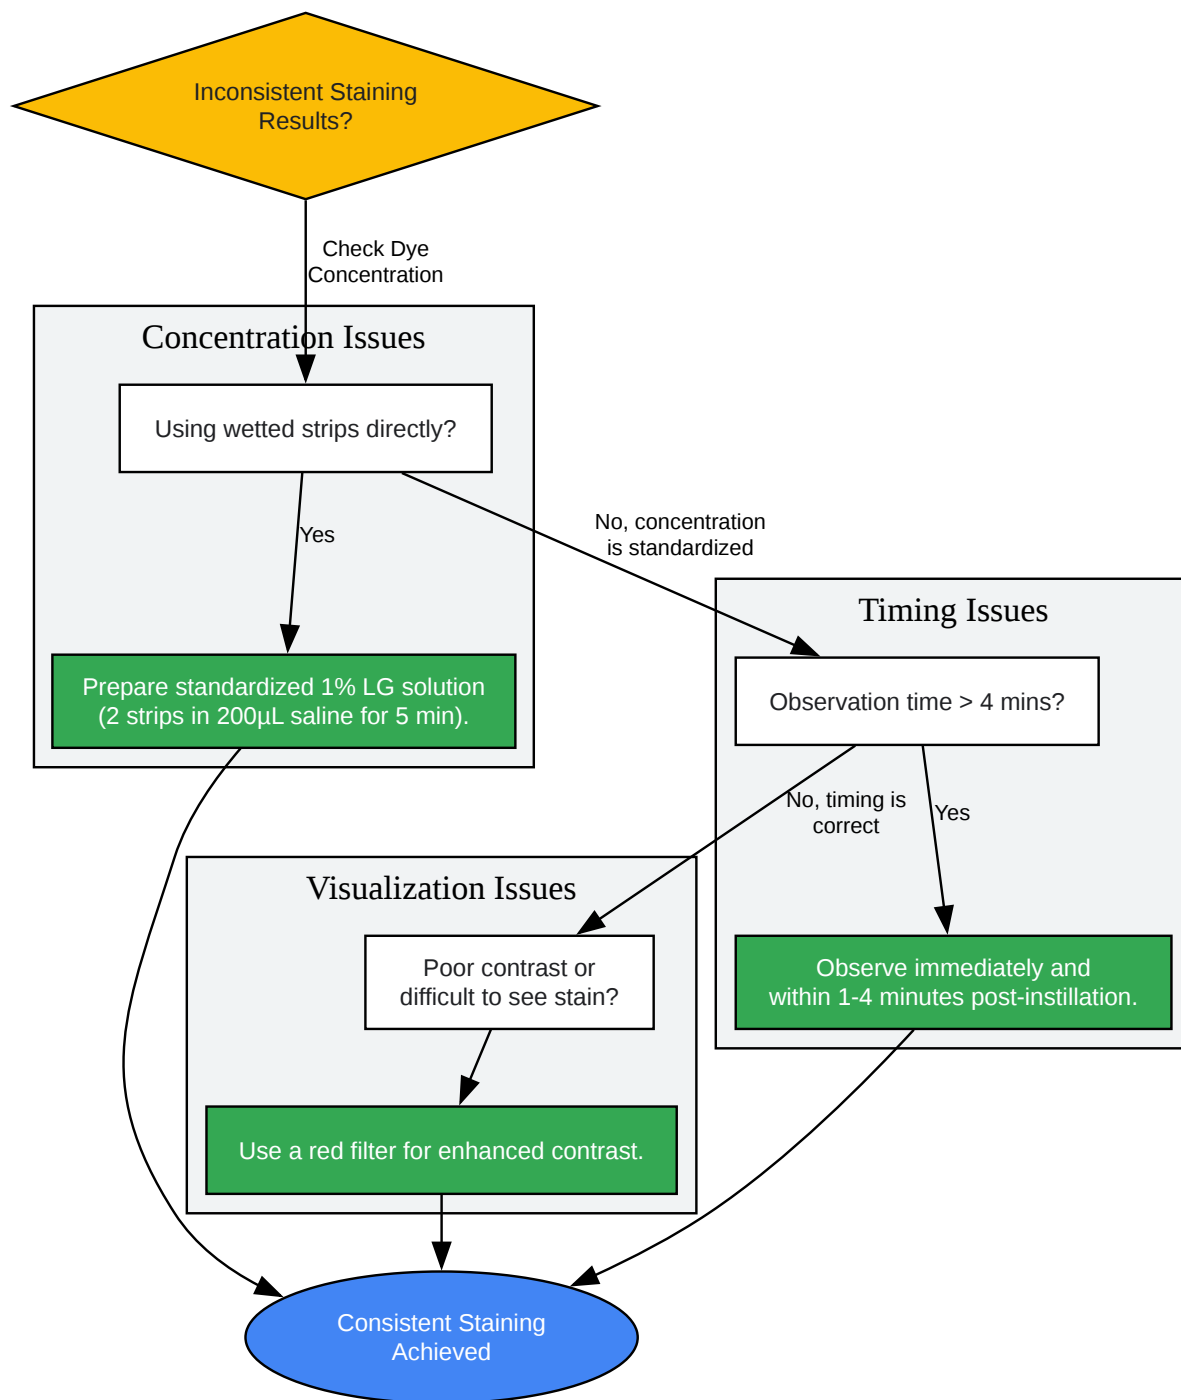 Inconsistent Staining
Results?
Check Dye
Concentration
Concentration Issues
Using wetted strips directly?
Yes
No, concentration
is standardized
Prepare standardized 1% LG solution
(2 strips in 200µL saline for 5 min).
Timing Issues
Observation time > 4 mins?
No, timing is
correct
Yes
Observe immediately and
within 1-4 minutes post-instillation.
Visualization Issues
Poor contrast or
difficult to see stain?
Use a red filter for enhanced contrast.
Consistent Staining
Achieved